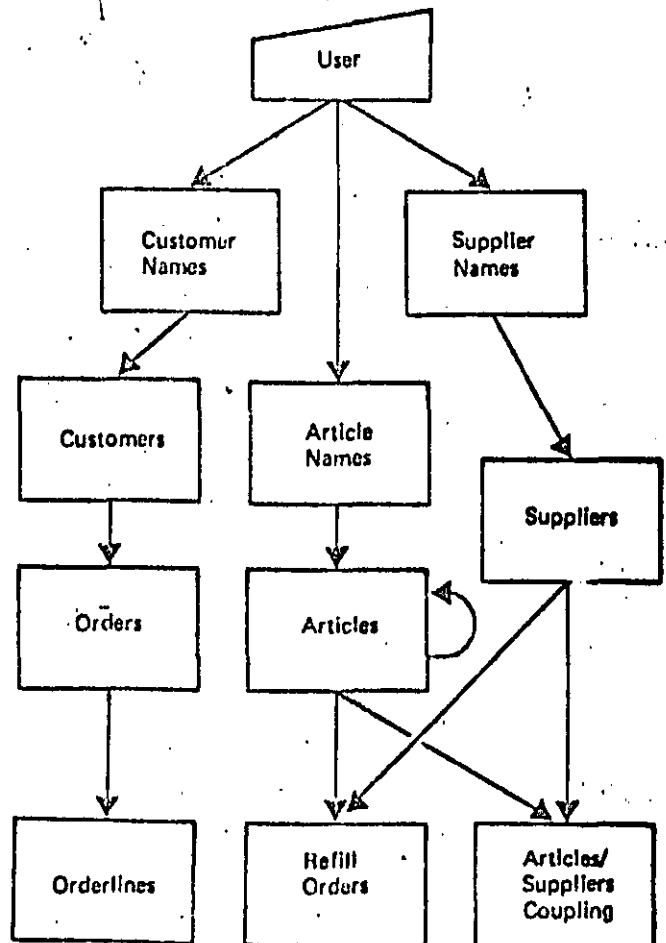 User
Customer
Names
Supplier
Names
Customers
Article
Names
Suppliers
Orders
Articles
Orderlines
Refill
Orders
Articles/
Suppliers
Coupling